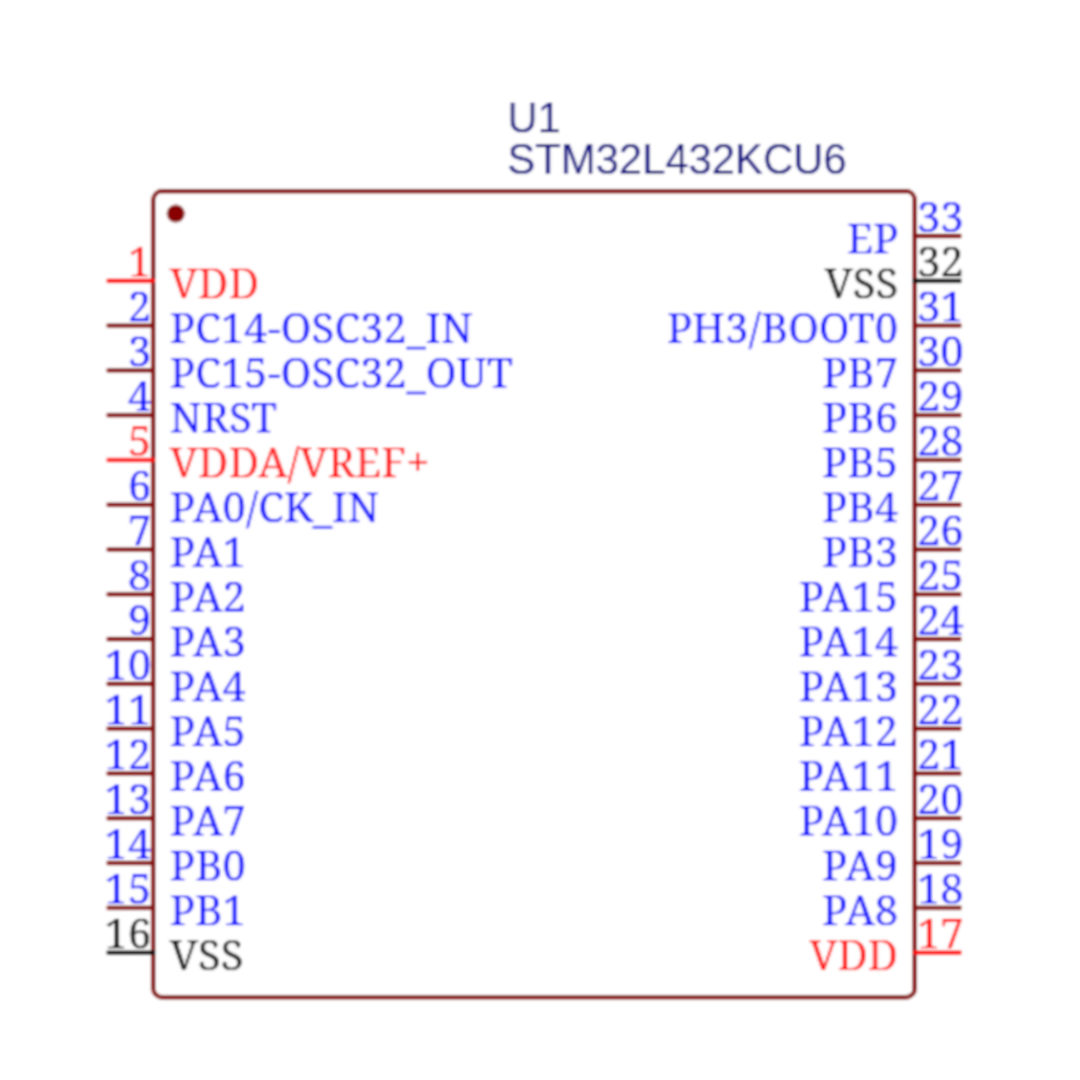 U1
STM32L432KCU6
33
EP
1
VDD
32
VSS
2
PC14-OSC32_IN
31
PH3/BOOT0
3
PC15-OSC32_OUT
30
PB7
4
NRST
29
PB6
5
VDDA/VREF+
28
PB5
6
PA0/CK_IN
27
PB4
7
PA1
26
PB3
8
PA2
25
PA15
9
PA3
24
PA14
10
PA4
23
PA13
11
PA5
22
PA12
12
PA6
21
PA11
13
PA7
20
PA10
14
PB0
19
PA9
15
PB1
18
PA8
16
VSS
17
VDD